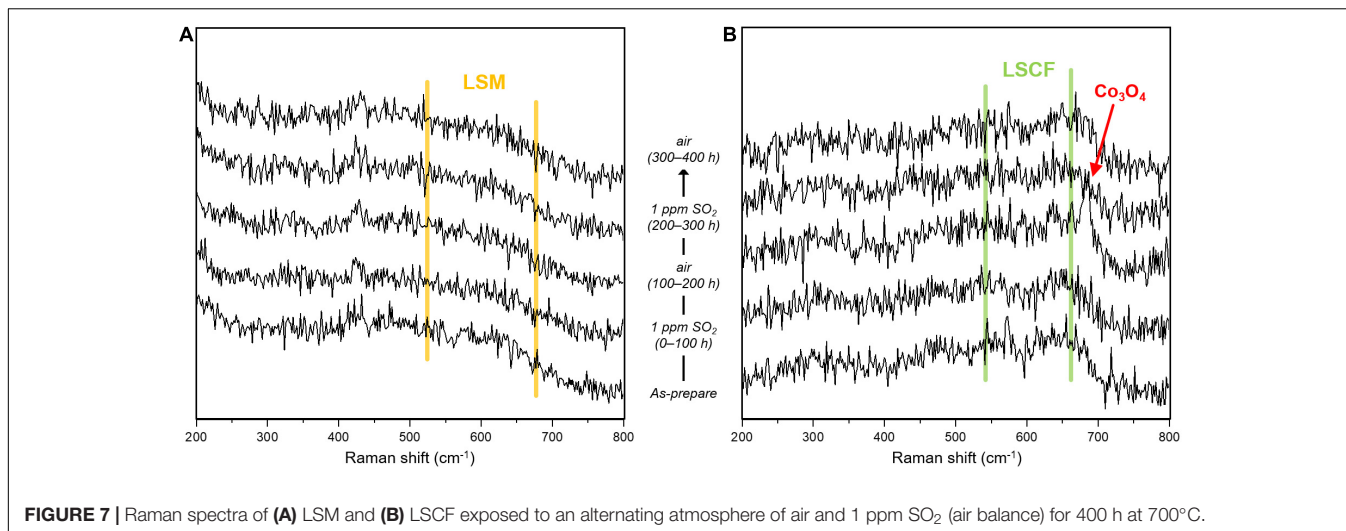 A
LSM
200 300 400 500 600 700 800
Raman shift (cm-1)
air
(300–400 h)
1 ppm SO2
(200–300 h)
air
(100–200 h)
1 ppm SO2
(0–100 h)
As-prepare
B
LSCF
Co3O4
200 300 400 500 600 700 800
Raman shift (cm-1)
FIGURE 7 | Raman spectra of (A) LSM and (B) LSCF exposed to an alternating atmosphere of air and 1 ppm SO2 (air balance) for 400 h at 700°C.